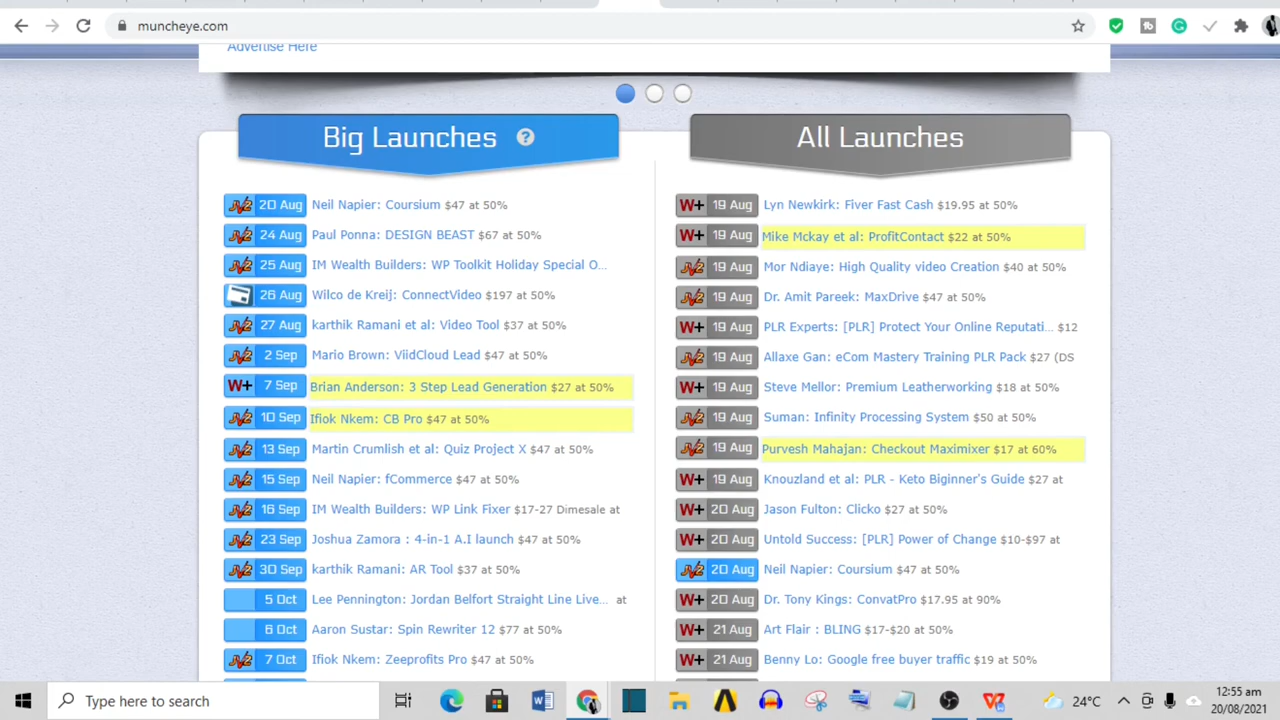 muncheye.com
Advertise Here
Big Launches ?
20 Aug Neil Napier: Coursium $47 at 50%
24 Aug Paul Ponna: DESIGN BEAST $67 at 50%
25 Aug IM Wealth Builders: WP Toolkit Holiday Special O...
26 Aug Wilco de Kreij: ConnectVideo $197 at 50%
27 Aug karthik Ramani et al: Video Tool $37 at 50%
2 Sep Mario Brown: ViidCloud Lead $47 at 50%
W+ 7 Sep Brian Anderson: 3 Step Lead Generation $27 at 50%
10 Sep Ifiok Nkem: CB Pro $47 at 50%
13 Sep Martin Crumlish et al: Quiz Project X $47 at 50%
15 Sep Neil Napier: fCommerce $47 at 50%
16 Sep IM Wealth Builders: WP Link Fixer $17-27 Dimesale at
23 Sep Joshua Zamora : 4-in-1 A.I launch $47 at 50%
30 Sep karthik Ramani: AR Tool $37 at 50%
5 Oct Lee Pennington: Jordan Belfort Straight Line Live... at
6 Oct Aaron Sustar: Spin Rewriter 12 $77 at 50%
7 Oct Ifiok Nkem: Zeeprofits Pro $47 at 50%
All Launches
W+ 19 Aug Lyn Newkirk: Fiver Fast Cash $19.95 at 50%
W+ 19 Aug Mike Mckay et al: ProfitContact $22 at 50%
JV2 19 Aug Mor Ndiaye: High Quality video Creation $40 at 50%
JV2 19 Aug Dr. Amit Pareek: MaxDrive $47 at 50%
W+ 19 Aug PLR Experts: [PLR] Protect Your Online Reputati... $12
JV2 19 Aug Allaxe Gan: eCom Mastery Training PLR Pack $27 (DS
W+ 19 Aug Steve Mellor: Premium Leatherworking $18 at 50%
JV2 19 Aug Suman: Infinity Processing System $50 at 50%
JV2 19 Aug Purvesh Mahajan: Checkout Maximixer $17 at 60%
W+ 19 Aug Knouzland et al: PLR - Keto Biginner's Guide $27 at
W+ 20 Aug Jason Fulton: Clicko $27 at 50%
W+ 20 Aug Untold Success: [PLR] Power of Change $10-$97 at
JV2 20 Aug Neil Napier: Coursium $47 at 50%
W+ 20 Aug Dr. Tony Kings: ConvatPro $17.95 at 90%
W+ 21 Aug Art Flair : BLING $17-$20 at 50%
W+ 21 Aug Benny Lo: Google free buyer traffic $19 at 50%
Type here to search
24°C
12:55 am
20/08/2021